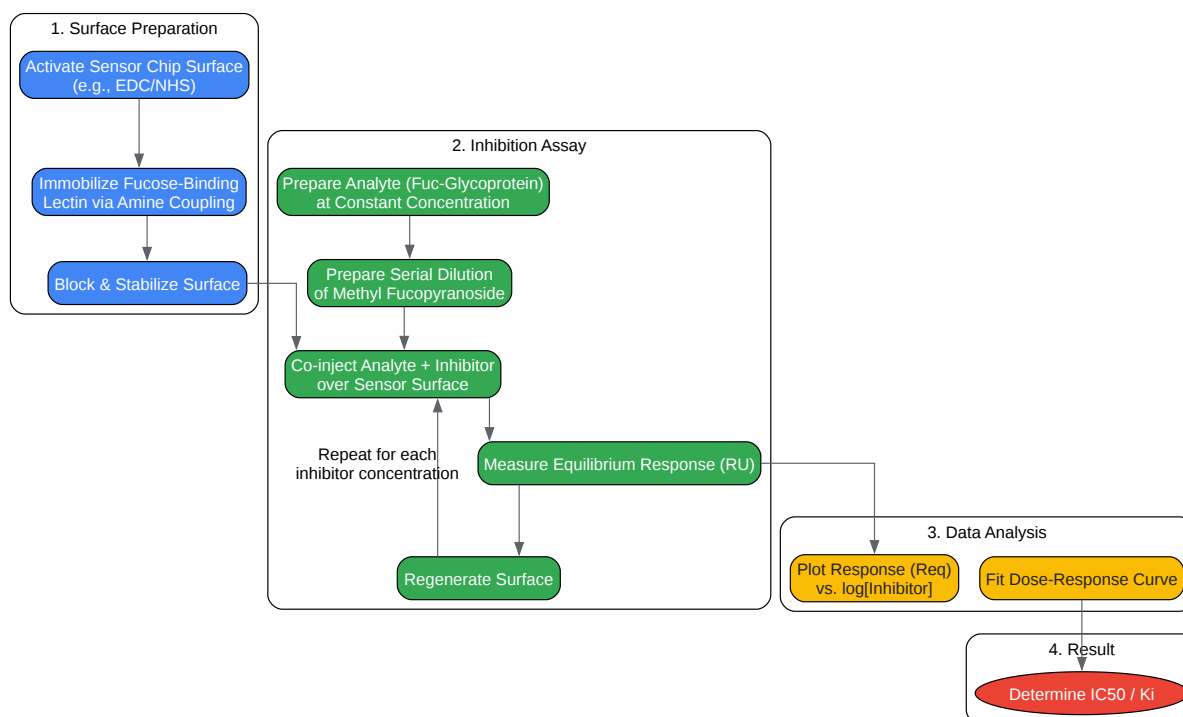 1. Surface Preparation
Activate Sensor Chip Surface
(e.g., EDC/NHS)
Immobilize Fucose-Binding
Lectin via Amine Coupling
Block & Stabilize Surface
2. Inhibition Assay
Prepare Analyte (Fuc-Glycoprotein)
at Constant Concentration
Prepare Serial Dilution
of Methyl Fucopyranoside
Co-inject Analyte + Inhibitor
over Sensor Surface
Repeat for each
inhibitor concentration
Measure Equilibrium Response (RU)
Regenerate Surface
3. Data Analysis
Plot Response (Req)
vs. log[Inhibitor]
Fit Dose-Response Curve
4. Result
Determine IC50 / Ki